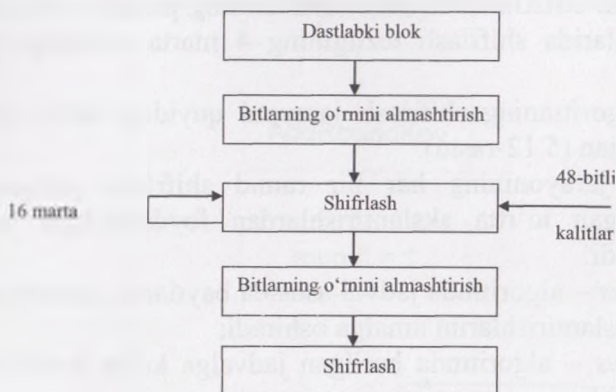 Dastlabki blok
Bitlarning o‘rnini almashtirish
16 marta
Shifrlash
48-bitli
kalitlar
Bitlarning o‘rnini almashtirish
Shifrlash